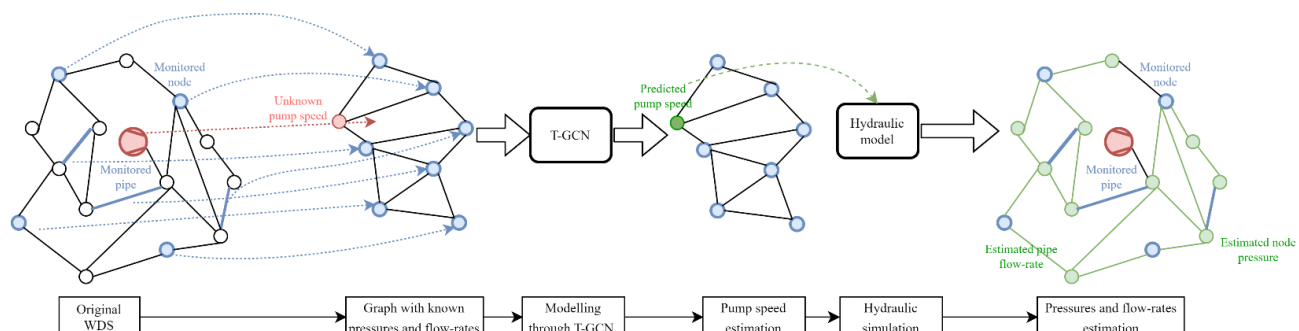 Monitored
node
Monitored
pipe
Unknown
pump speed
T-GCN
Predicted
pump speed
Hydraulic
model
Monitored
node
Monitored
pipe
Estimated pipe
flow-rate
Estimated node
pressure
Original
WDS
Graph with known
pressures and flow-rates
Modelling
through T-GCN
Pump speed
estimation
Hydraulic
simulation
Pressures and flow-rates
estimation